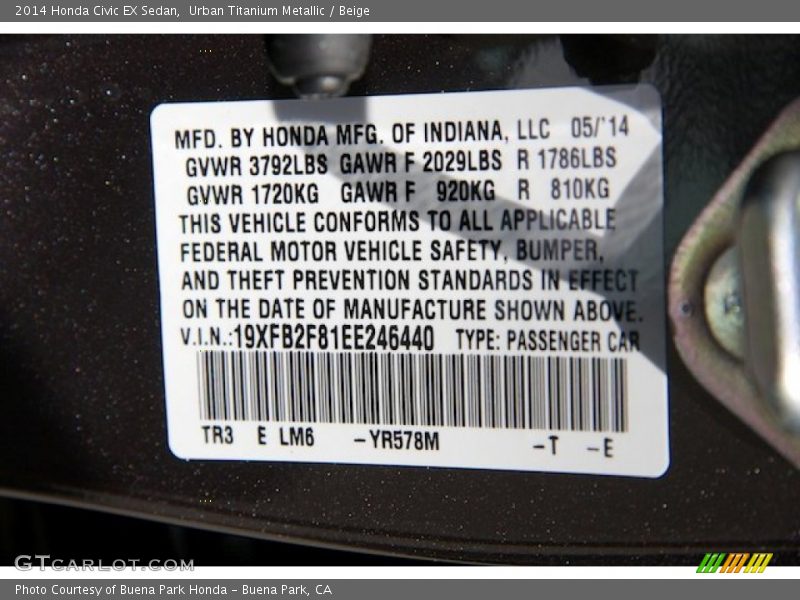 2014 Honda Civic EX Sedan,  Urban Titanium Metallic / Beige
MFD. BY HONDA MFG. OF INDIANA, LLC 05/'14
GVWR 3792LBS GAWR F 2029LBS R 1786LBS
GVWR 1720KG GAWR F 920KG R 810KG
THIS VEHICLE CONFORMS TO ALL APPLICABLE
FEDERAL MOTOR VEHICLE SAFETY, BUMPER,
AND THEFT PREVENTION STANDARDS IN EFFECT
ON THE DATE OF MANUFACTURE SHOWN ABOVE.
V.I.N.:19XFB2F81EE246440 TYPE: PASSENGER CAR
TR3 E LM6 -YR578M -T -E
GTCARLOT.COM
Photo Courtesy of Buena Park Honda - Buena Park, CA